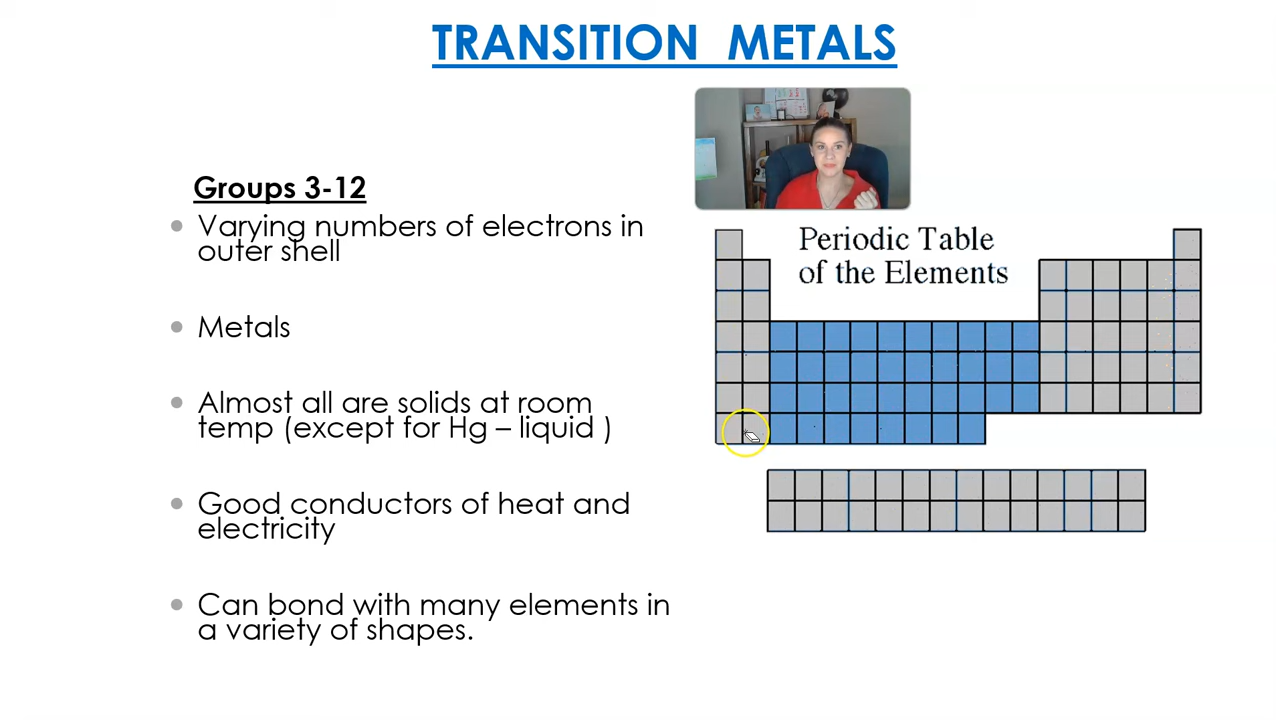 TRANSITION METALS
Groups 3-12
Varying numbers of electrons in
outer shell
Metals
Almost all are solids at room
temp (except for Hg – liquid )
Good conductors of heat and
electricity
Can bond with many elements in
a variety of shapes.
Periodic Table
of the Elements